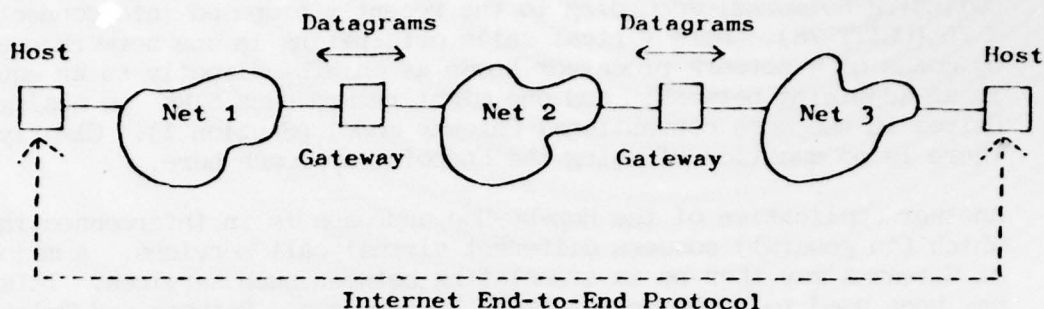 Datagrams Datagrams
Host Host
Net 1 Net 2 Net 3
Gateway Gateway
Internet End-to-End Protocol